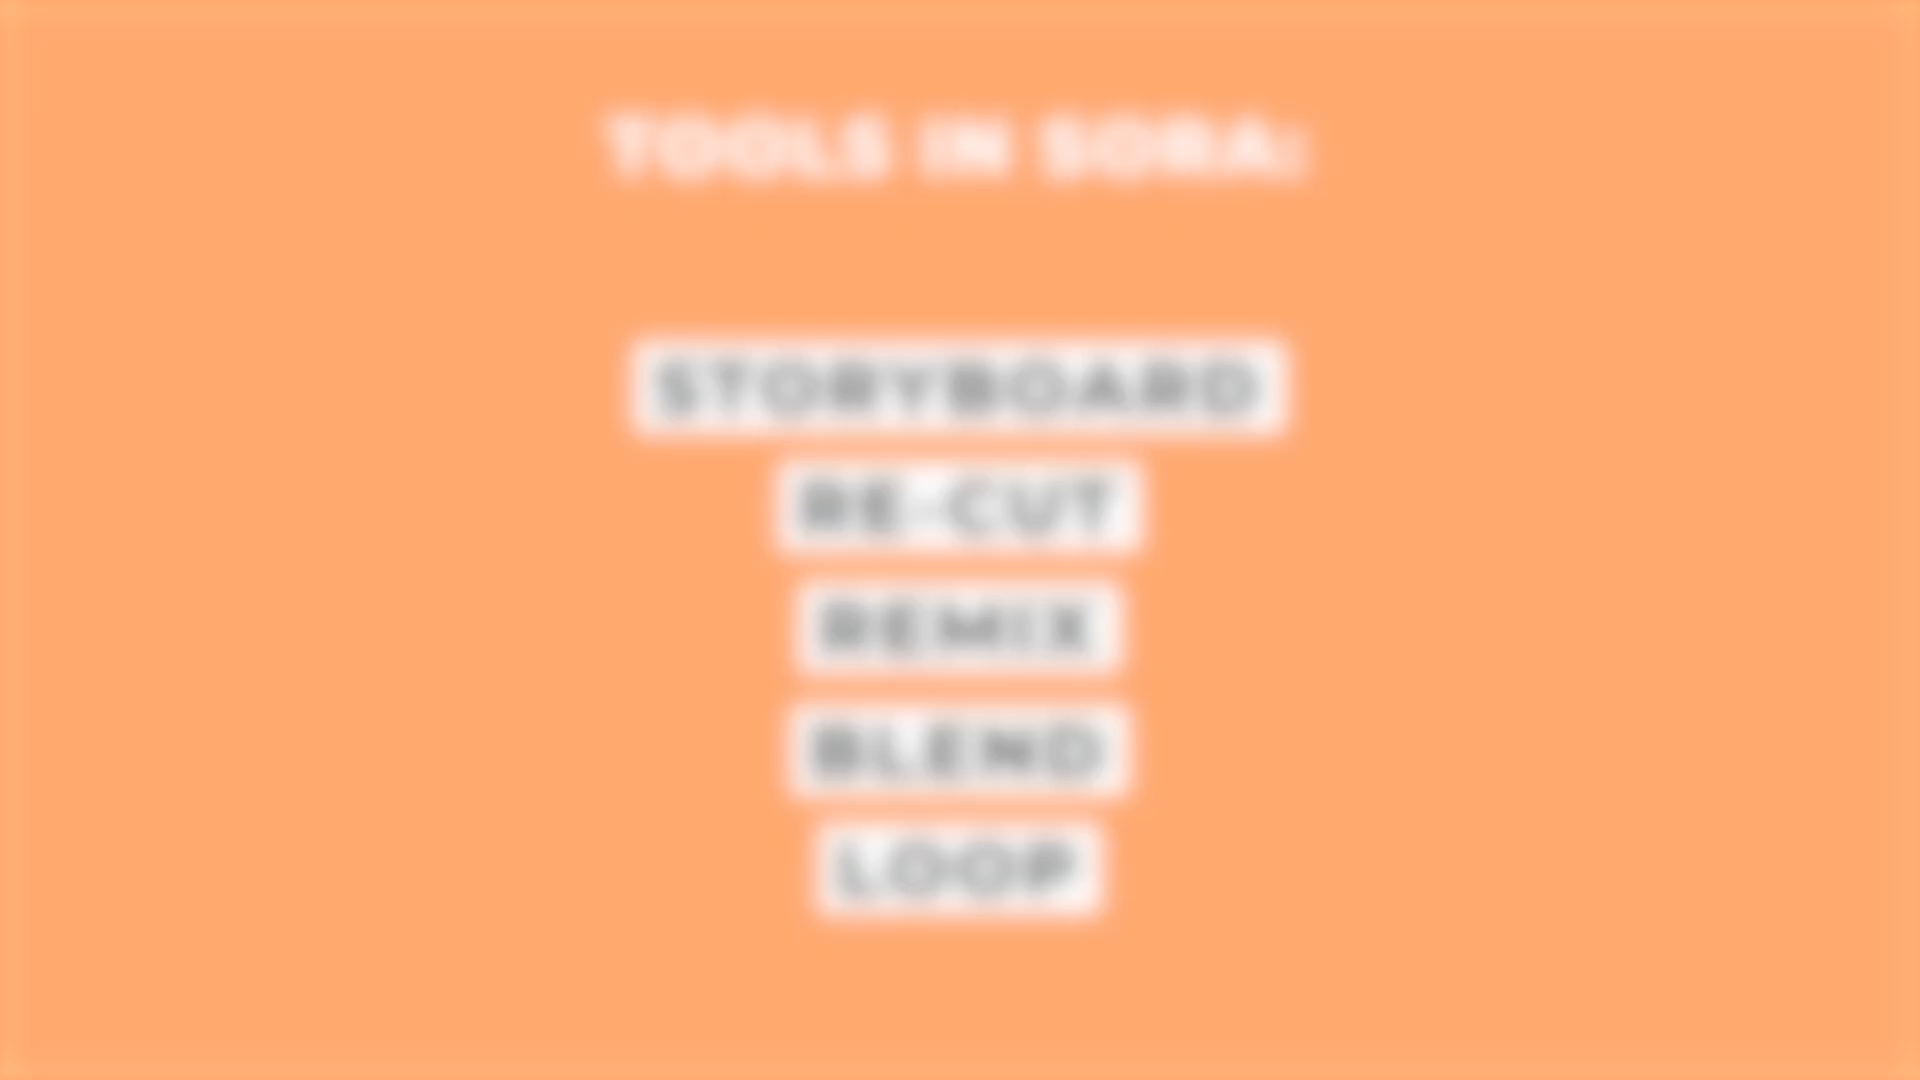 TOOLS IN SORA:
STORYBOARD
RE-CUT
REMIX
BLEND
LOOP